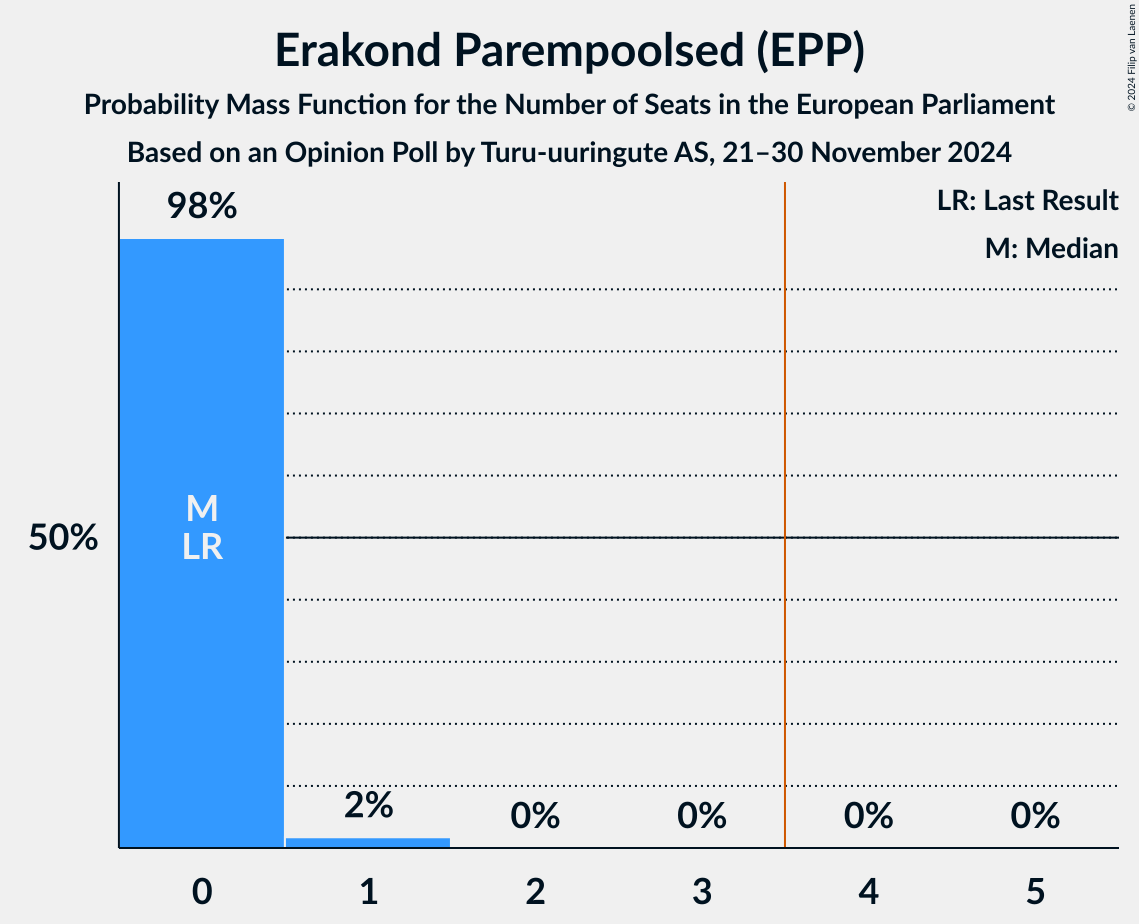 Erakond Parempoolsed (EPP)
Probability Mass Function for the Number of Seats in the European Parliament
Based on an Opinion Poll by Turu-uuringute AS, 21–30 November 2024
© 2024 Filip van Laenen
LR: Last Result
M: Median
98%
M
LR
50%
2%
0%
0%
0%
0%
0
1
2
3
4
5